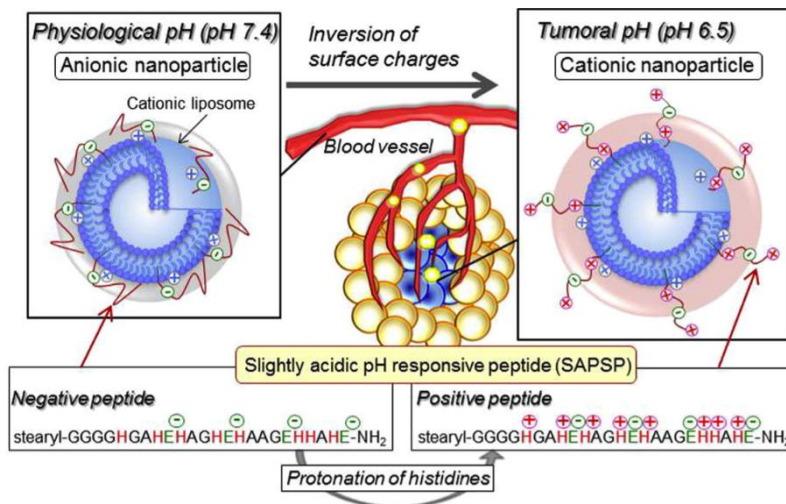 Physiological pH (pH 7.4)
Anionic nanoparticle
Cationic liposome
Inversion of
surface charges
Blood vessel
Tumoral pH (pH 6.5)
Cationic nanoparticle
Slightly acidic pH responsive peptide (SAPSP)
Negative peptide
stearyl-GGGGHGAHEHAGHEHAAGEHHAHE-NH₂
Positive peptide
stearyl-GGGGHGAHEHAGHEHAAGEHHAHE-NH₂
Protonation of histidines